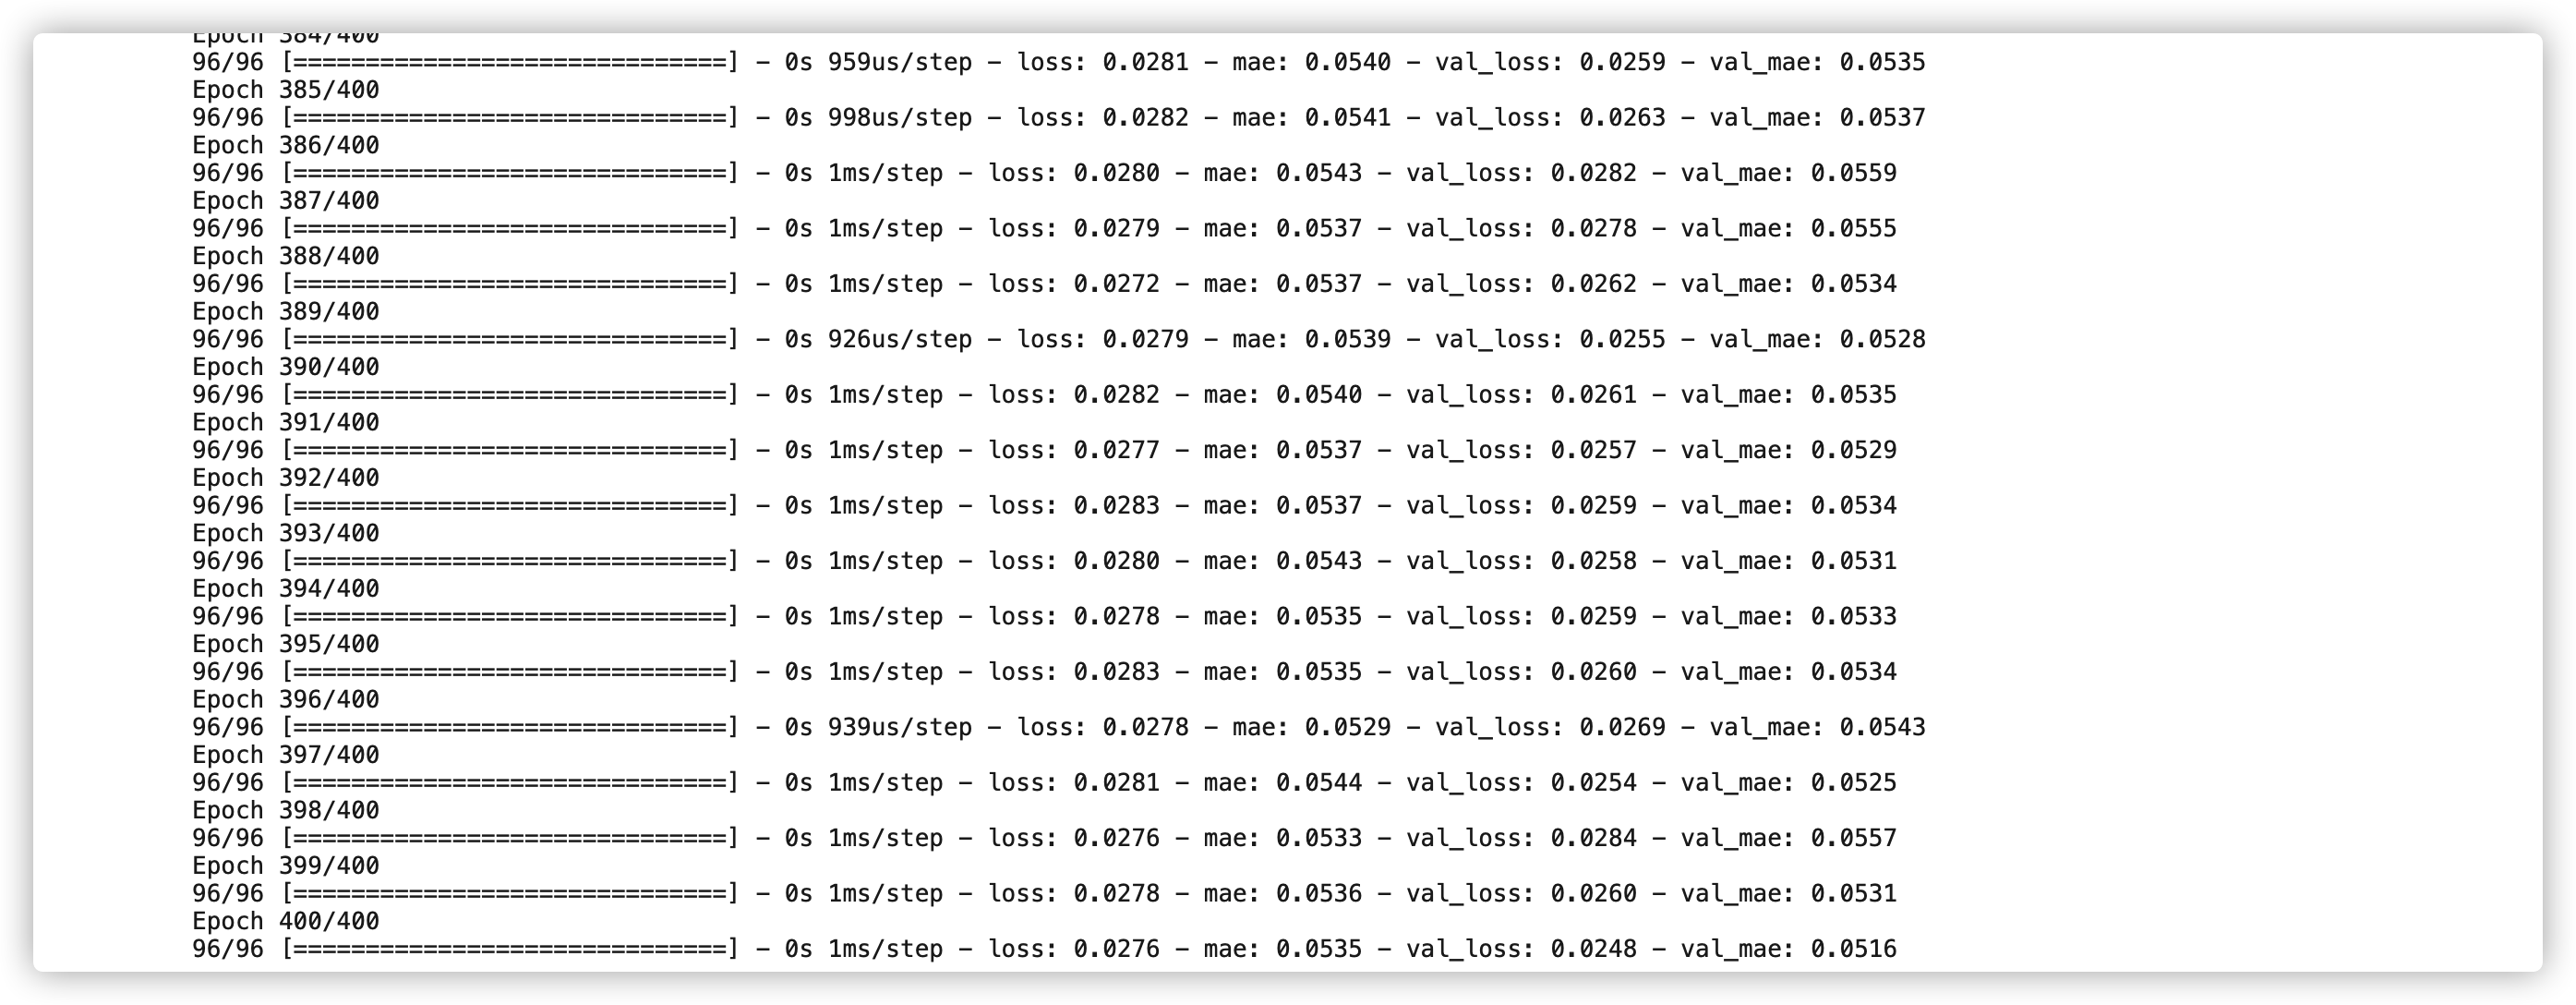 Epoch 384/400
96/96 [==============================] - 0s 959us/step - loss: 0.0281 - mae: 0.0540 - val_loss: 0.0259 - val_mae: 0.0535
Epoch 385/400
96/96 [==============================] - 0s 998us/step - loss: 0.0282 - mae: 0.0541 - val_loss: 0.0263 - val_mae: 0.0537
Epoch 386/400
96/96 [==============================] - 0s 1ms/step - loss: 0.0280 - mae: 0.0543 - val_loss: 0.0282 - val_mae: 0.0559
Epoch 387/400
96/96 [==============================] - 0s 1ms/step - loss: 0.0279 - mae: 0.0537 - val_loss: 0.0278 - val_mae: 0.0555
Epoch 388/400
96/96 [==============================] - 0s 1ms/step - loss: 0.0272 - mae: 0.0537 - val_loss: 0.0262 - val_mae: 0.0534
Epoch 389/400
96/96 [==============================] - 0s 926us/step - loss: 0.0279 - mae: 0.0539 - val_loss: 0.0255 - val_mae: 0.0528
Epoch 390/400
96/96 [==============================] - 0s 1ms/step - loss: 0.0282 - mae: 0.0540 - val_loss: 0.0261 - val_mae: 0.0535
Epoch 391/400
96/96 [==============================] - 0s 1ms/step - loss: 0.0277 - mae: 0.0537 - val_loss: 0.0257 - val_mae: 0.0529
Epoch 392/400
96/96 [==============================] - 0s 1ms/step - loss: 0.0283 - mae: 0.0537 - val_loss: 0.0259 - val_mae: 0.0534
Epoch 393/400
96/96 [==============================] - 0s 1ms/step - loss: 0.0280 - mae: 0.0543 - val_loss: 0.0258 - val_mae: 0.0531
Epoch 394/400
96/96 [==============================] - 0s 1ms/step - loss: 0.0278 - mae: 0.0535 - val_loss: 0.0259 - val_mae: 0.0533
Epoch 395/400
96/96 [==============================] - 0s 1ms/step - loss: 0.0283 - mae: 0.0535 - val_loss: 0.0260 - val_mae: 0.0534
Epoch 396/400
96/96 [==============================] - 0s 939us/step - loss: 0.0278 - mae: 0.0529 - val_loss: 0.0269 - val_mae: 0.0543
Epoch 397/400
96/96 [==============================] - 0s 1ms/step - loss: 0.0281 - mae: 0.0544 - val_loss: 0.0254 - val_mae: 0.0525
Epoch 398/400
96/96 [==============================] - 0s 1ms/step - loss: 0.0276 - mae: 0.0533 - val_loss: 0.0284 - val_mae: 0.0557
Epoch 399/400
96/96 [==============================] - 0s 1ms/step - loss: 0.0278 - mae: 0.0536 - val_loss: 0.0260 - val_mae: 0.0531
Epoch 400/400
96/96 [==============================] - 0s 1ms/step - loss: 0.0276 - mae: 0.0535 - val_loss: 0.0248 - val_mae: 0.0516